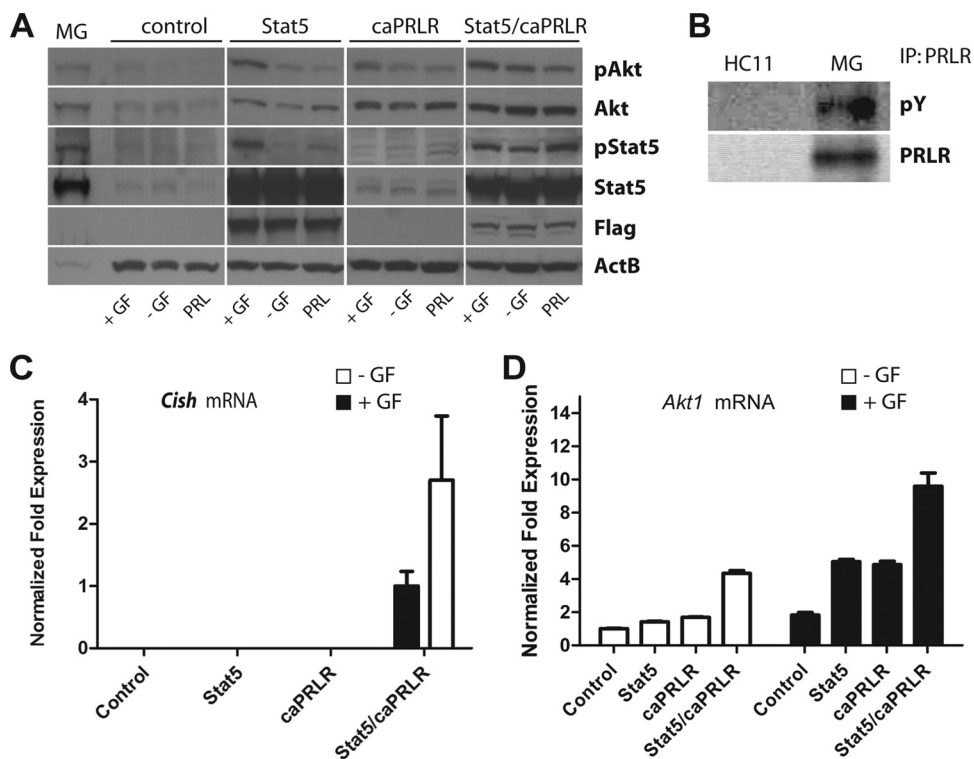 A
MG control Stat5 caPRLR Stat5/caPRLR
pAkt
Akt
pStat5
Stat5
Flag
ActB
+ GF - GF PRL + GF - GF PRL + GF - GF PRL + GF - GF PRL
B
HC11 MG IP: PRLR
pY
PRLR
C
- GF
+ GF
Cish mRNA
Normalized Fold Expression
4
3
2
1
0
Control Stat5 caPRLR Stat5/caPRLR
D
- GF
+ GF
Akt1 mRNA
Normalized Fold Expression
14
12
10
8
6
4
2
0
Control Stat5 caPRLR Stat5/caPRLR Control Stat5 caPRLR Stat5/caPRLR